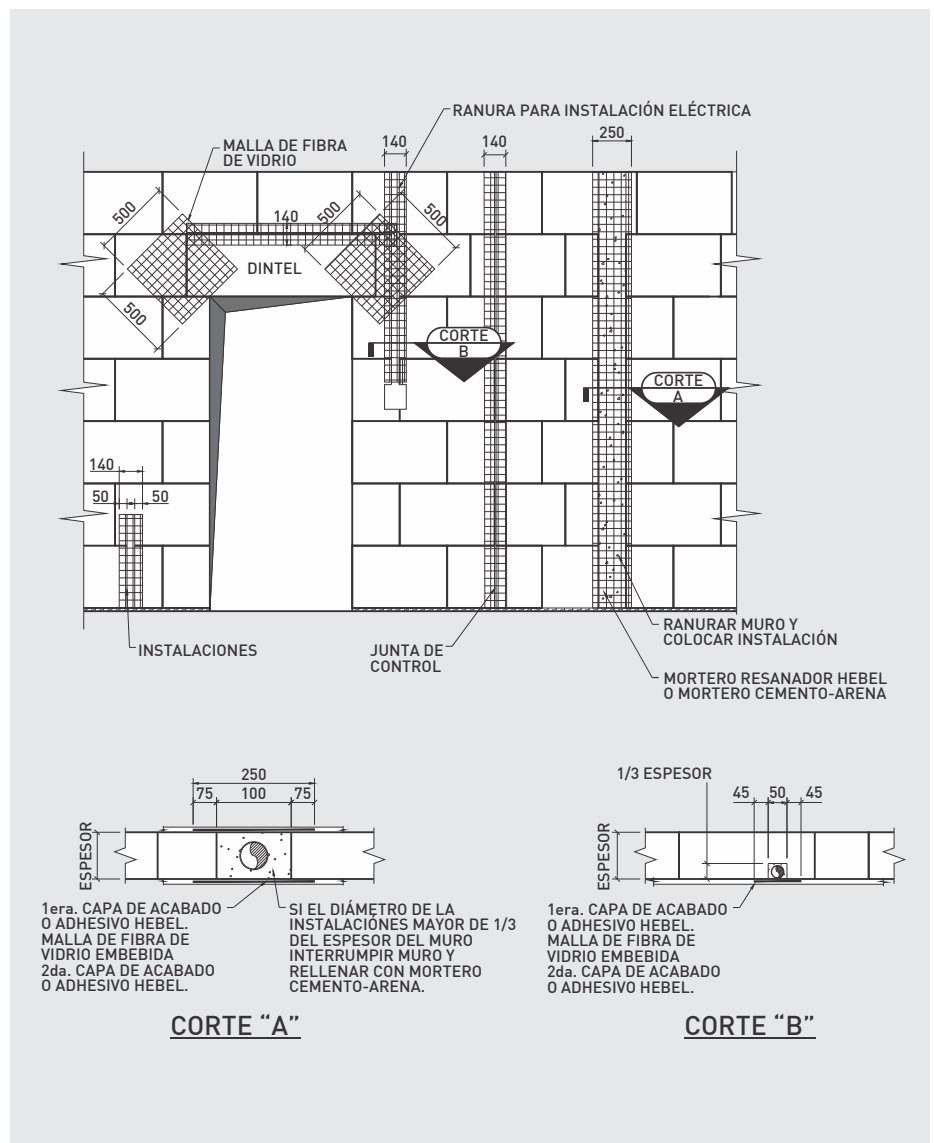 RANURA PARA INSTALACIÓN ELÉCTRICA
MALLA DE FIBRA
DE VIDRIO
140
140
250
500
140
500
500
DINTEL
500
CORTE
B
CORTE
A
140
50
50
INSTALACIONES
JUNTA DE
CONTROL
RANURAR MURO Y
COLOCAR INSTALACIÓN
MORTERO RESANADOR HEBEL
O MORTERO CEMENTO-ARENA
250
75
100
75
ESPESOR
1era. CAPA DE ACABADO
O ADHESIVO HEBEL.
MALLA DE FIBRA DE
VIDRIO EMBEBIDA
2da. CAPA DE ACABADO
O ADHESIVO HEBEL.
SI EL DIÁMETRO DE LA
INSTALACIÓNES MAYOR DE 1/3
DEL ESPESOR DEL MURO
INTERRUMPIR MURO Y
RELLENAR CON MORTERO
CEMENTO-ARENA.
CORTE “A”
1/3 ESPESOR
45
50
45
ESPESOR
1era. CAPA DE ACABADO
O ADHESIVO HEBEL.
MALLA DE FIBRA DE
VIDRIO EMBEBIDA
2da. CAPA DE ACABADO
O ADHESIVO HEBEL.
CORTE “B”